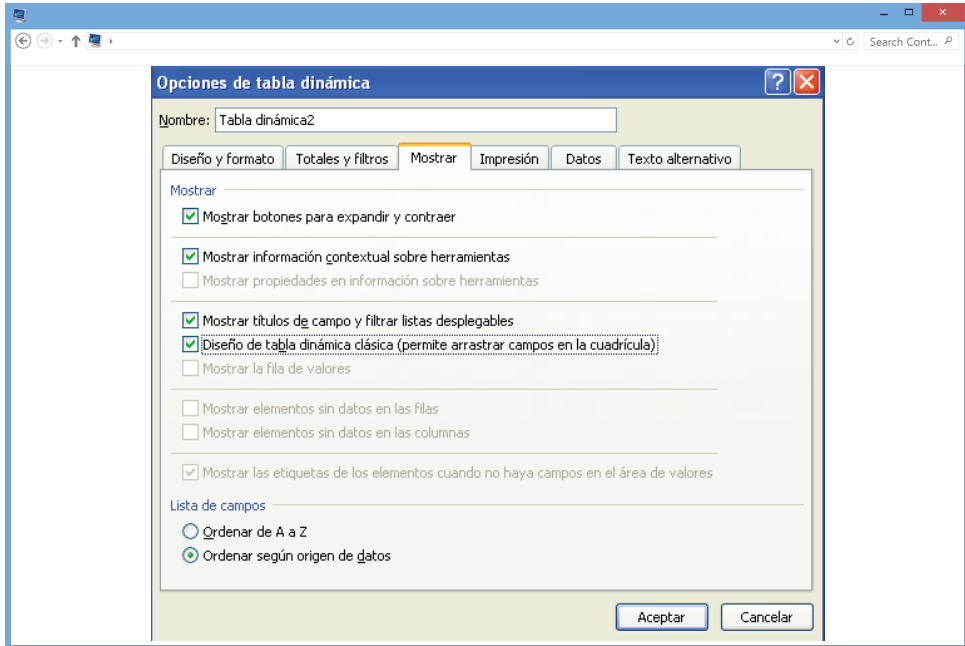 Search Cont...
Opciones de tabla dinámica
Nombre: Tabla dinámica2
Diseño y formato Totales y filtros Mostrar Impresión Datos Texto alternativo
Mostrar
Mostrar botones para expandir y contraer
Mostrar información contextual sobre herramientas
Mostrar propiedades en información sobre herramientas
Mostrar títulos de campo y filtrar listas desplegables
Diseño de tabla dinámica clásica (permite arrastrar campos en la cuadrícula)
Mostrar la fila de valores
Mostrar elementos sin datos en las filas
Mostrar elementos sin datos en las columnas
Mostrar las etiquetas de los elementos cuando no haya campos en el área de valores
Lista de campos
Ordenar de A a Z
Ordenar según origen de datos
Aceptar Cancelar